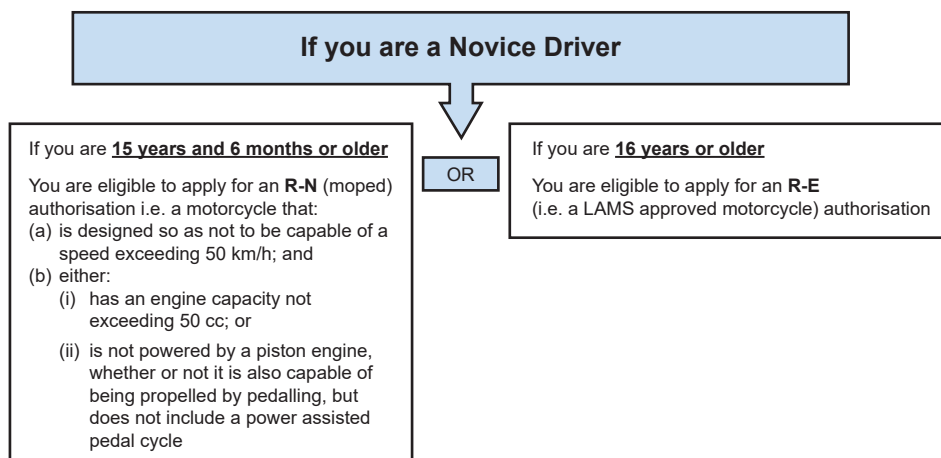 If you are a Novice Driver
If you are 15 years and 6 months or older
You are eligible to apply for an R-N (moped)
authorisation i.e. a motorcycle that:
(a) is designed so as not to be capable of a
speed exceeding 50 km/h; and
(b) either:
(i) has an engine capacity not
exceeding 50 cc; or
(ii) is not powered by a piston engine,
whether or not it is also capable of
being propelled by pedalling, but
does not include a power assisted
pedal cycle
OR
If you are 16 years or older
You are eligible to apply for an R-E
(i.e. a LAMS approved motorcycle) authorisation